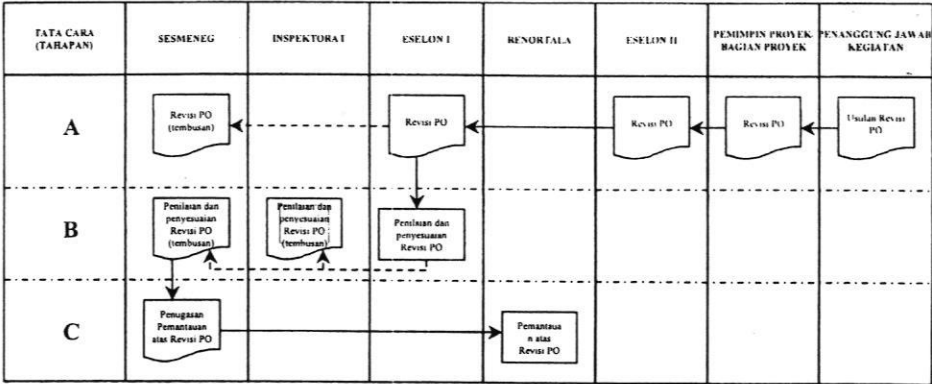 TATA CARA
(TAHAPAN)
SESMENEG
INSPEKTORAT
ESELON I
RENORTALA
ESELON II
PEMIMPIN PROYEK-
BAGIAN PROYEK
PENANGGUNG JAWAB
KEGIATAN
A
Revisi PO
(tembusan)
Revisi PO
Revisi PO
Revisi PO
Usulan Revisi
PO
B
Penilaian dan
penyesuaian
Revisi PO
(tembusan)
Penilaian dan
penyesuaian
Revisi PO
(tembusan)
Penilaian dan
penyesuaian
Revisi PO
C
Penugasan
Pemantauan
atas Revisi PO
Pemantaua
n atas
Revisi PO